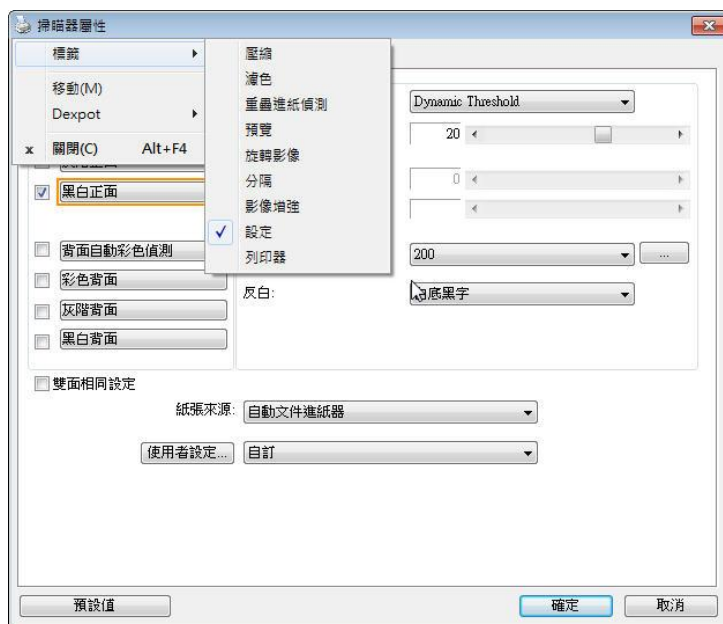 掃瞄器屬性
標籤
移動(M)
Dexpot
x 關閉(C) Alt+F4
壓縮
濾色
重疊進紙偵測
預覽
旋轉影像
分隔
影像增強
設定
列印器
Dynamic Threshold
20
黑白正面
0
背面自動彩色偵測
200
...
彩色背面
反白:
底黑字
灰階背面
黑白背面
雙面相同設定
紙張來源:
自動文件進紙器
使用者設定...
自訂
預設值
確定
取消